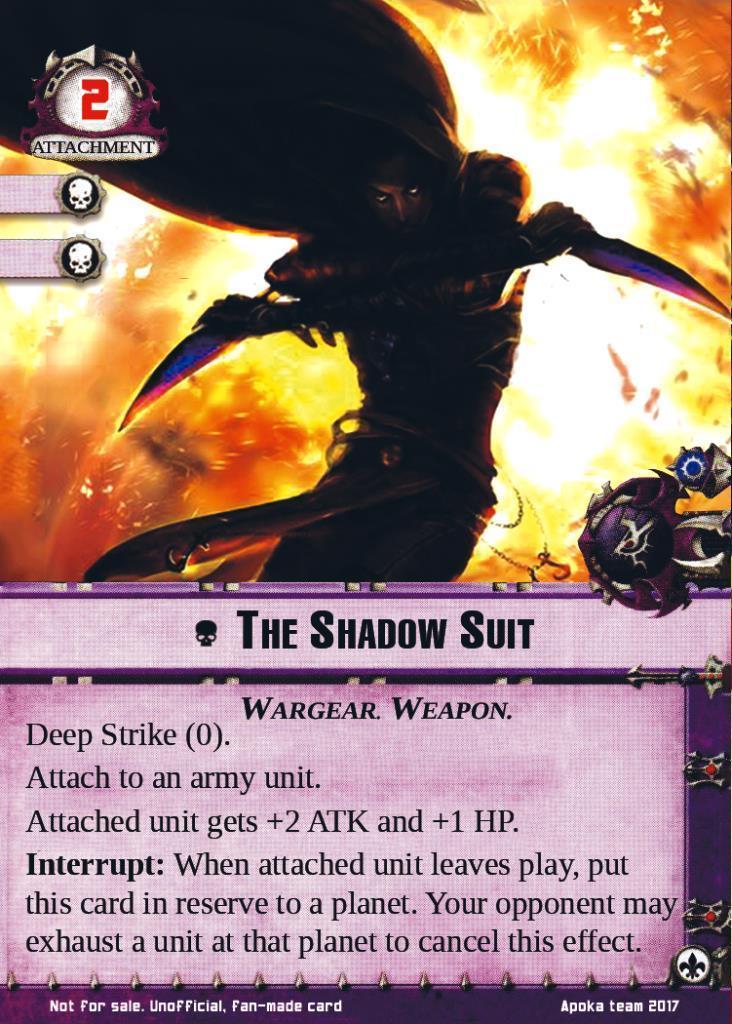 2
ATTACHMENT
THE SHADOW SUIT
WARGEAR. WEAPON.
Deep Strike (0).
Attach to an army unit.
Attached unit gets +2 ATK and +1 HP.
Interrupt: When attached unit leaves play, put
this card in reserve to a planet. Your opponent may
exhaust a unit at that planet to cancel this effect.
Not for sale. Unofficial, fan-made card
Apoka team 2017